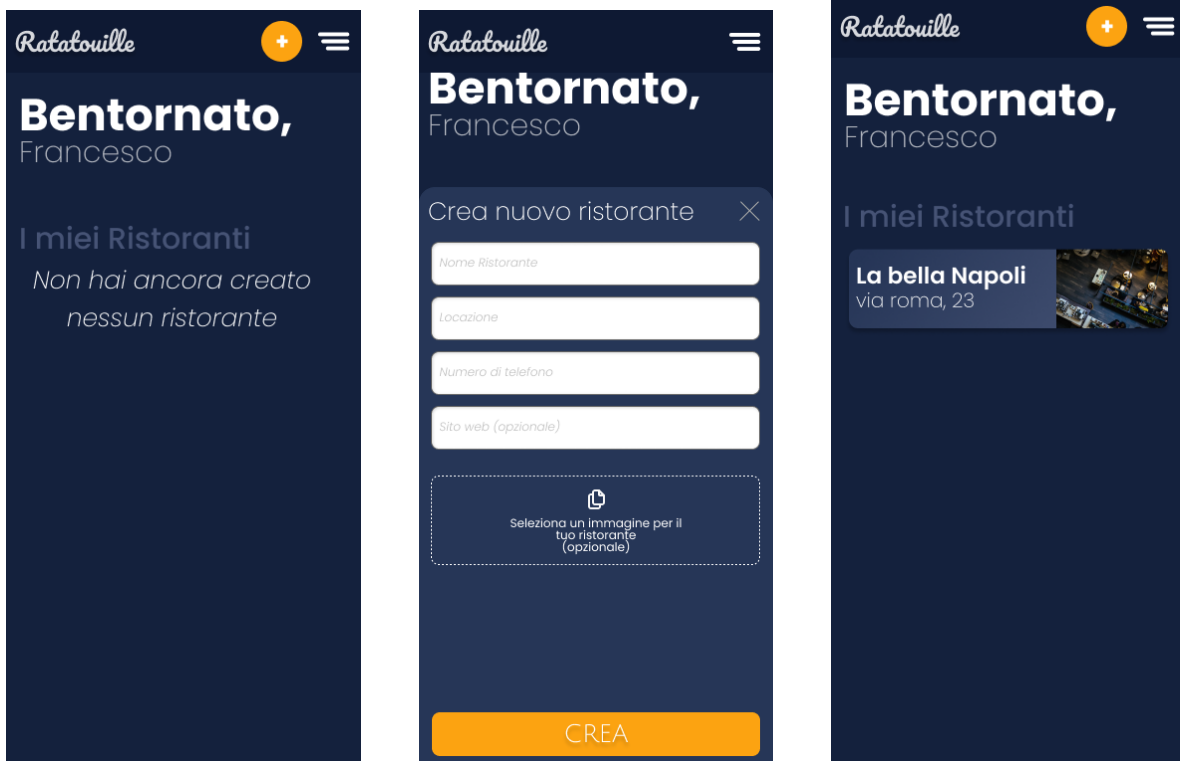 Ratatouille
+
Bentornato,
Francesco
I miei Ristoranti
Non hai ancora creato
nessun ristorante
Ratatouille
Bentornato,
Francesco
Crea nuovo ristorante
Nome Ristorante
Locazione
Numero di telefono
Sito web (opzionale)
Seleziona un immagine per il
tuo ristorante
(opzionale)
CREA
Ratatouille
+
Bentornato,
Francesco
I miei Ristoranti
La bella Napoli
via roma, 23